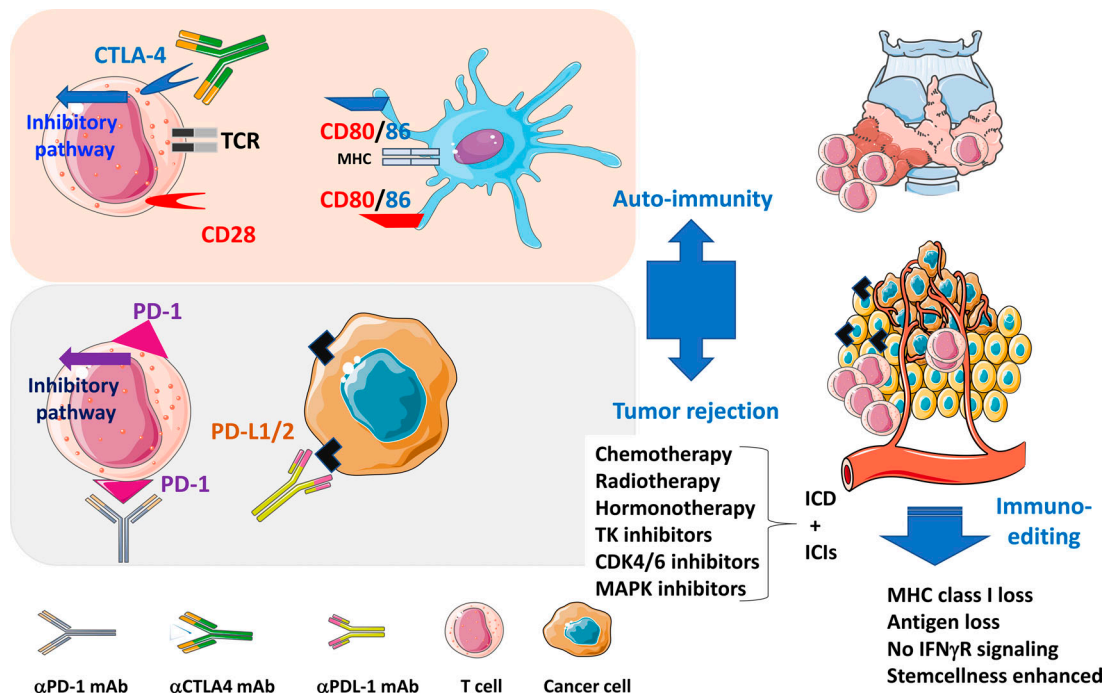 CTLA-4
Inhibitory
pathway
TCR
CD28
CD80/86
MHC
CD80/86
PD-1
Inhibitory
pathway
PD-1
PD-L1/2
Auto-immunity
Tumor rejection
Chemotherapy
Radiotherapy
Hormonotherapy
TK inhibitors
CDK4/6 inhibitors
MAPK inhibitors
ICD
+
ICIs
Immuno-
editing
MHC class I loss
Antigen loss
No IFNγR signaling
Stemcellness enhanced
αPD-1 mAb
αCTLA4 mAb
αPDL-1 mAb
T cell
Cancer cell